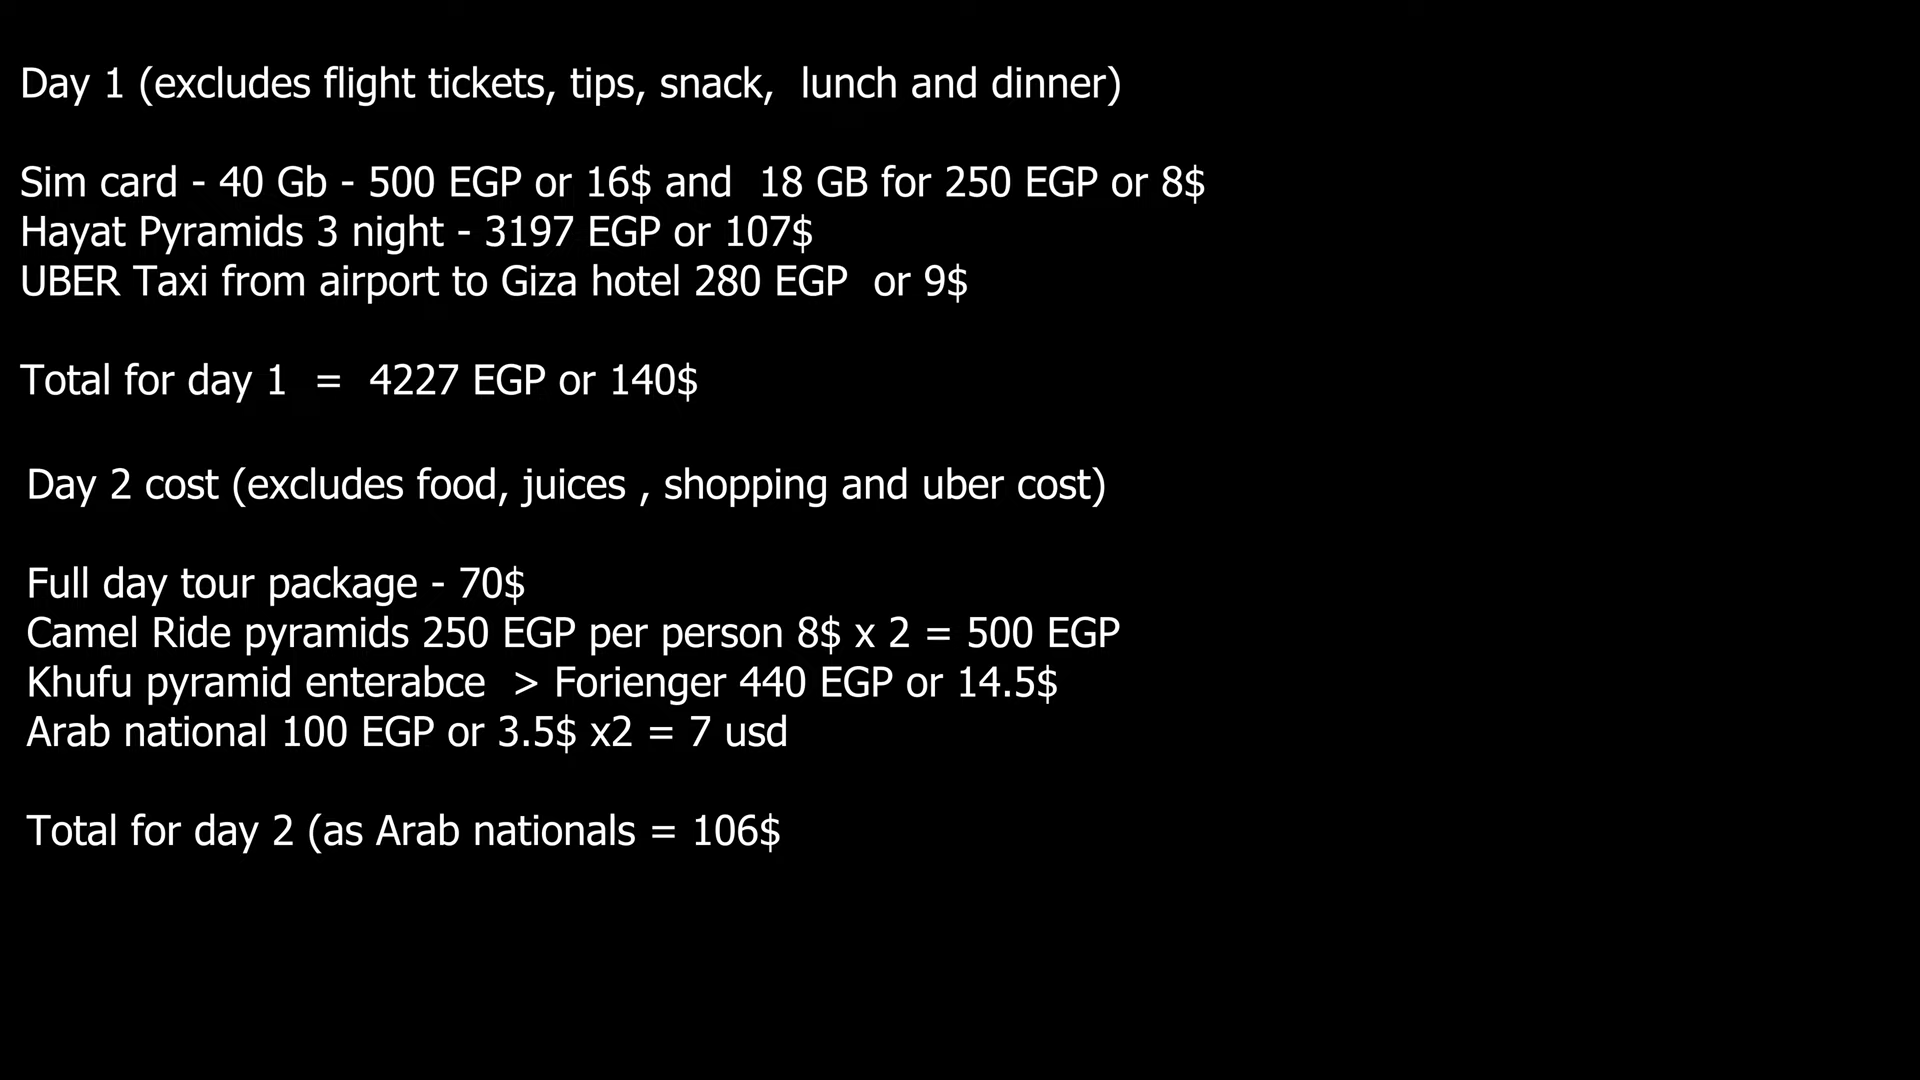 Day 1 (excludes flight tickets, tips, snack,  lunch and dinner)
Sim card - 40 Gb - 500 EGP or 16$ and  18 GB for 250 EGP or 8$
Hayat Pyramids 3 night - 3197 EGP or 107$
UBER Taxi from airport to Giza hotel 280 EGP  or 9$
Total for day 1  =  4227 EGP or 140$
Day 2 cost (excludes food, juices , shopping and uber cost)
Full day tour package - 70$
Camel Ride pyramids 250 EGP per person 8$ x 2 = 500 EGP
Khufu pyramid enterabce  > Forienger 440 EGP or 14.5$
Arab national 100 EGP or 3.5$ x2 = 7 usd
Total for day 2 (as Arab nationals = 106$